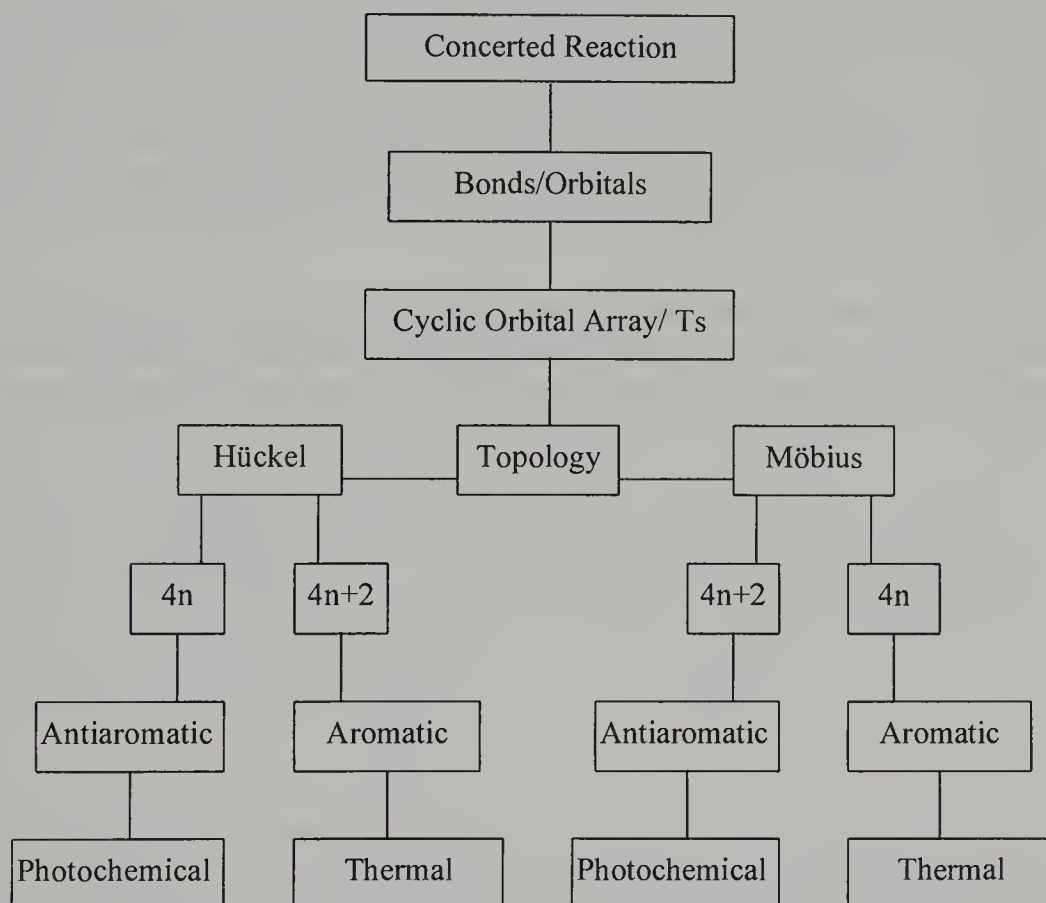 Concerted Reaction
Bonds/Orbitals
Cyclic Orbital Array/ Ts
Hückel
Topology
Möbius
4n
4n+2
4n+2
4n
Antiaromatic
Aromatic
Antiaromatic
Aromatic
Photochemical
Thermal
Photochemical
Thermal